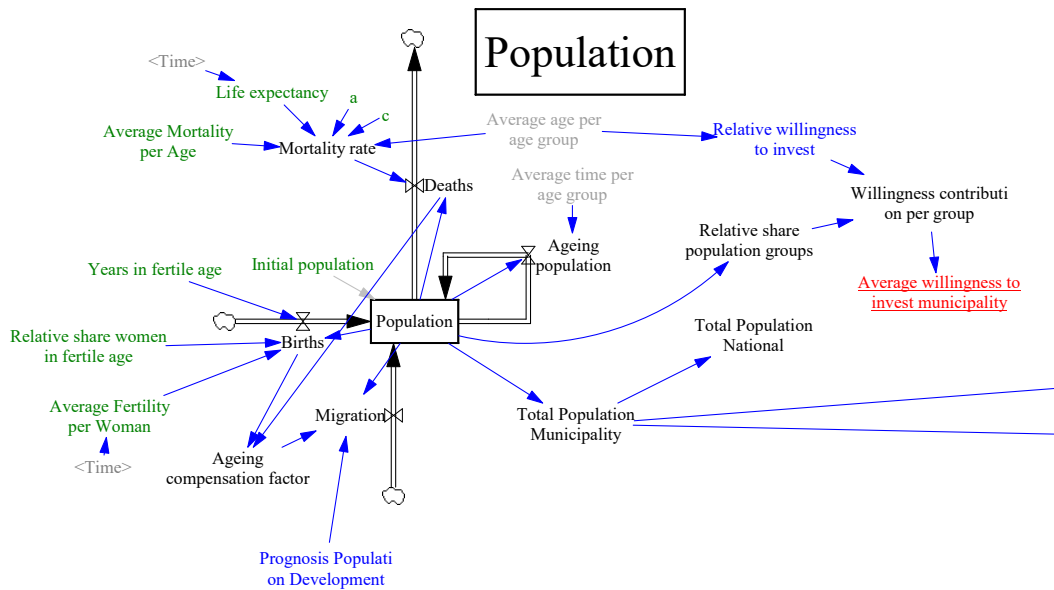 Population
<Time>
Life expectancy
a
c
Average Mortality
per Age
Mortality rate
Average age per
age group
Relative willingness
to invest
Average time per
age group
Deaths
Willingness contributi
on per group
Relative share
population groups
Ageing
population
Years in fertile age
Initial population
Average willingness to
invest municipality
Population
Relative share women
in fertile age
Births
Total Population
National
Average Fertility
per Woman
Migration
Total Population
Municipality
<Time>
Ageing
compensation factor
Prognosis Populati
on Development